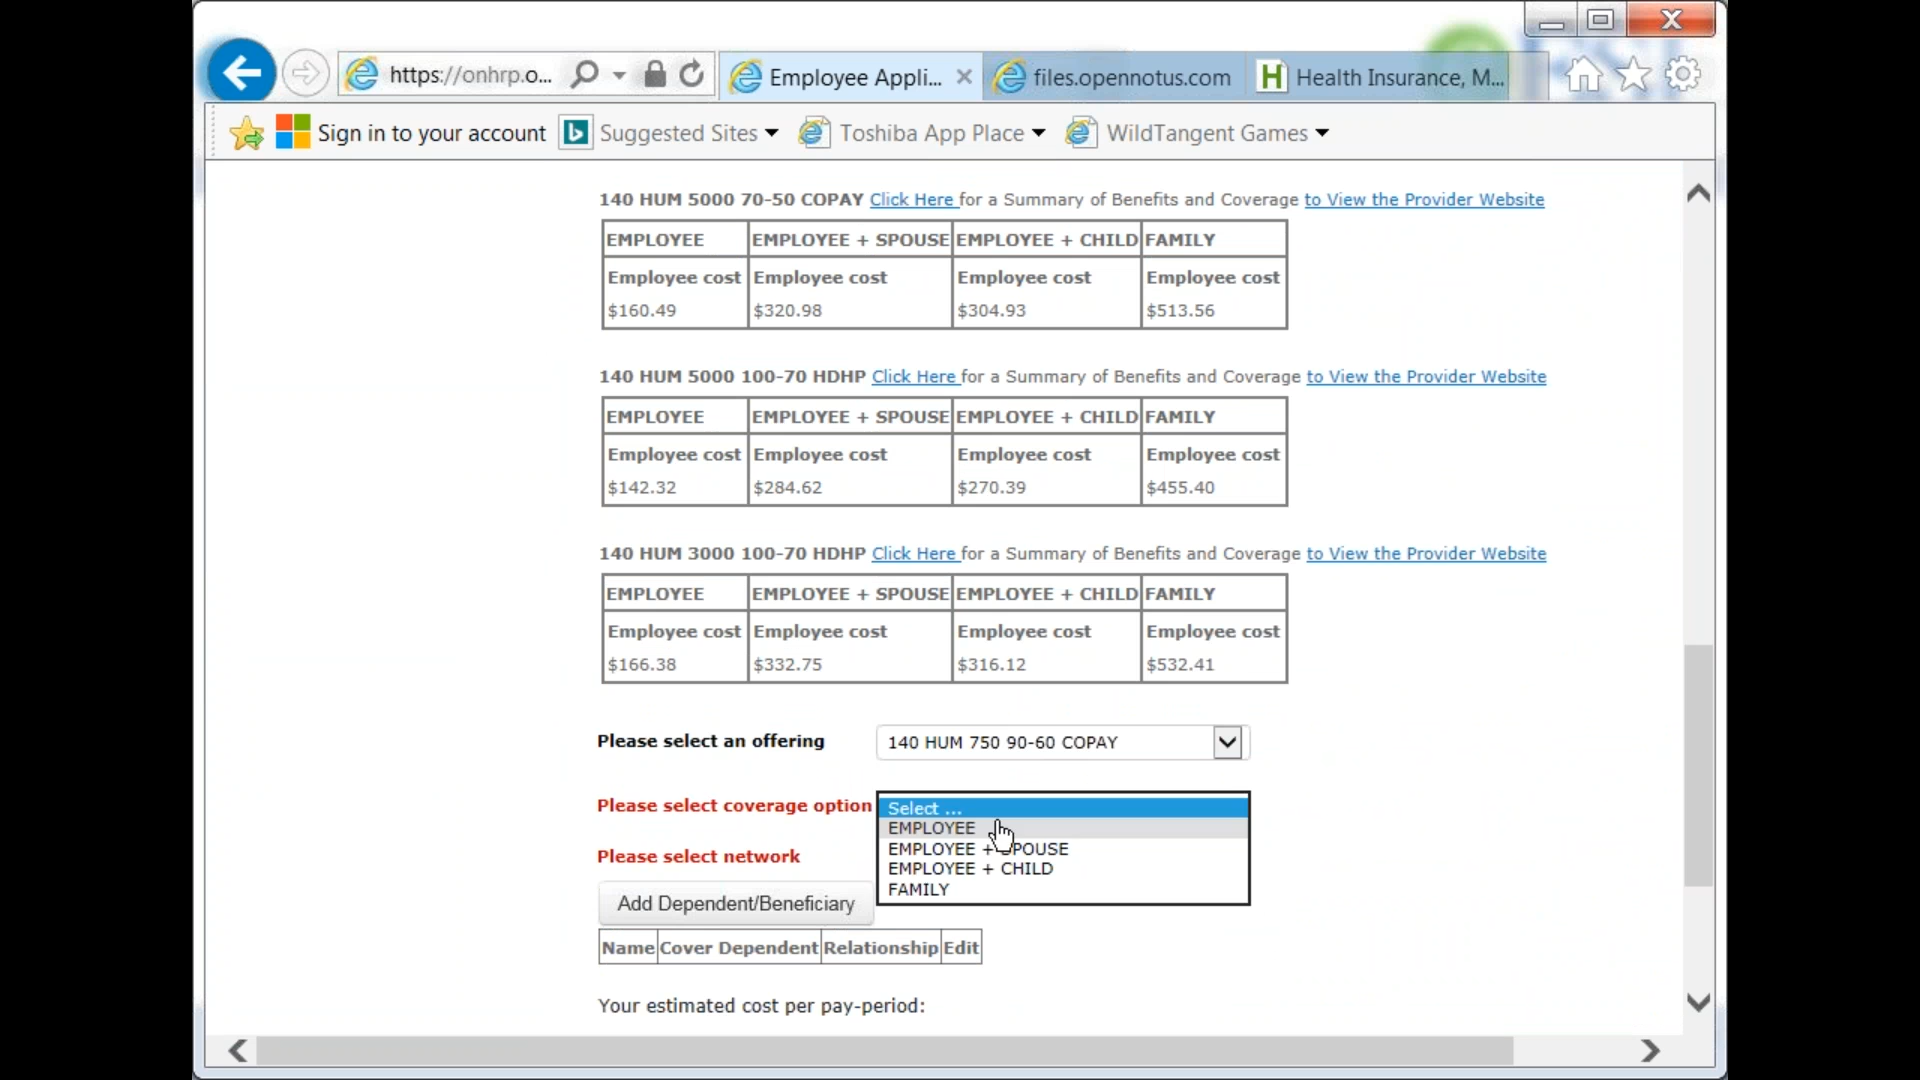 https://onhrp.o...
Employee Appli...
files.opennotus.com
Health Insurance, M...
Sign in to your account
Suggested Sites
Toshiba App Place
WildTangent Games
140 HUM 5000 70-50 COPAY Click Here for a Summary of Benefits and Coverage to View the Provider Website
EMPLOYEE EMPLOYEE + SPOUSE EMPLOYEE + CHILD FAMILY
Employee cost Employee cost Employee cost Employee cost
$160.49 $320.98 $304.93 $513.56
140 HUM 5000 100-70 HDHP Click Here for a Summary of Benefits and Coverage to View the Provider Website
EMPLOYEE EMPLOYEE + SPOUSE EMPLOYEE + CHILD FAMILY
Employee cost Employee cost Employee cost Employee cost
$142.32 $284.62 $270.39 $455.40
140 HUM 3000 100-70 HDHP Click Here for a Summary of Benefits and Coverage to View the Provider Website
EMPLOYEE EMPLOYEE + SPOUSE EMPLOYEE + CHILD FAMILY
Employee cost Employee cost Employee cost Employee cost
$166.38 $332.75 $316.12 $532.41
Please select an offering 140 HUM 750 90-60 COPAY
Please select coverage option Select ...
EMPLOYEE
EMPLOYEE + SPOUSE
Please select network
EMPLOYEE + CHILD
FAMILY
Add Dependent/Beneficiary
Name Cover Dependent Relationship Edit
Your estimated cost per pay-period: